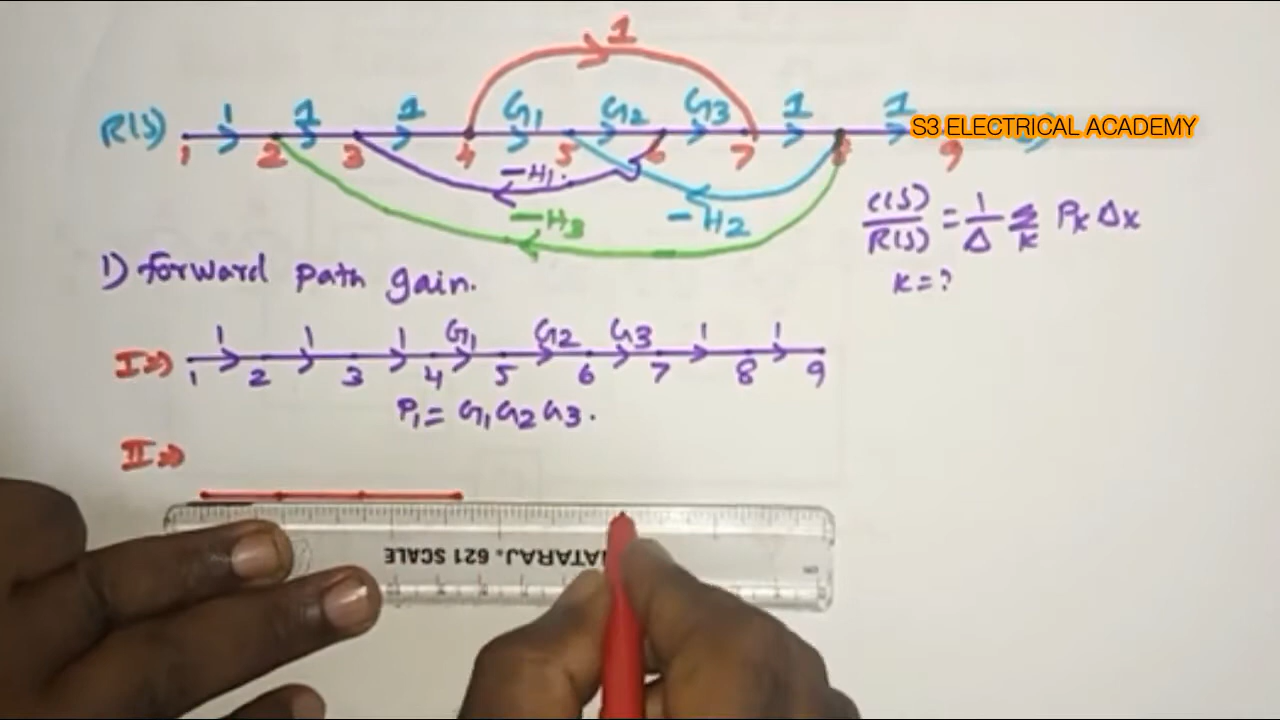 1
R(S) 1 1 1 G1 G2 G3 1 1
S3 ELECTRICAL ACADEMY
1 2 3 4 5 6 7 8 9
-H1.
-H3 -H2
C(S)/R(S) = 1/Δ Σ K PK ΔK
K=?
1) forward path gain.
1 1 1 G1 G2 G3 1 1
I⇒)
1 2 3 4 5 6 7 8 9
P1 = G1G2G3.
II⇒)
NATARAJ. 621 SCALE